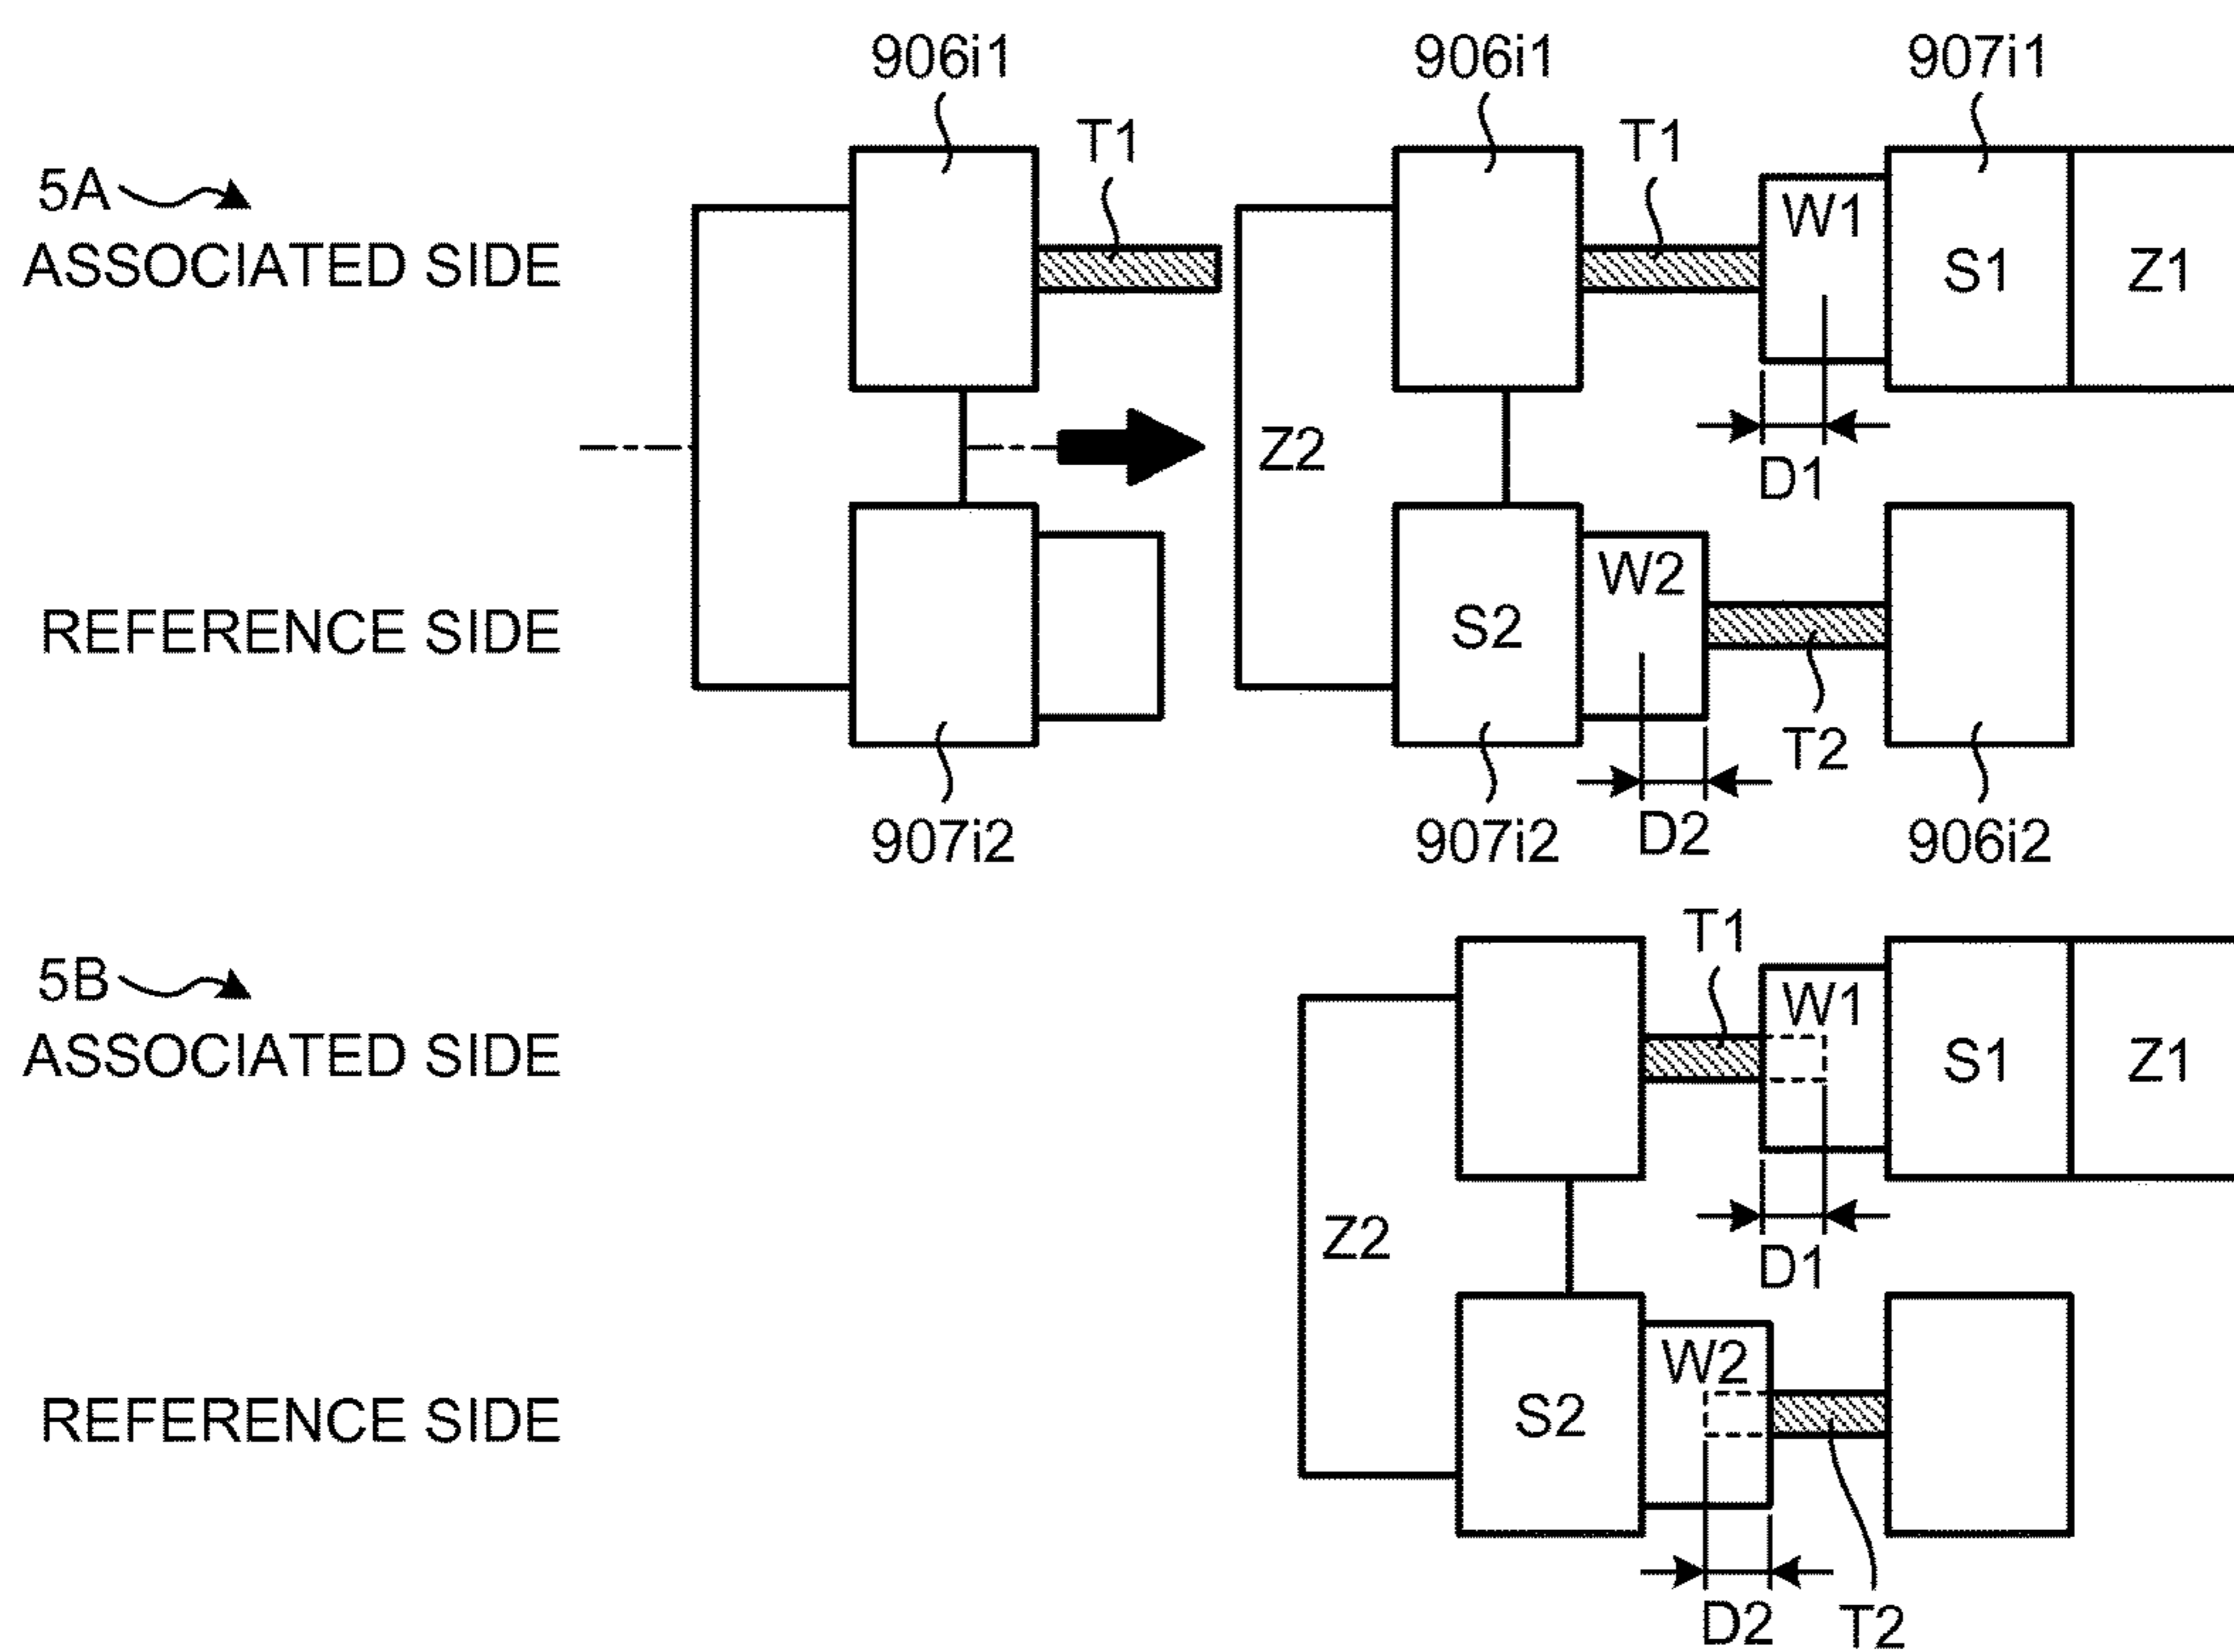 906i1 906i1 907i1
T1 T1
5A W1
ASSOCIATED SIDE S1 Z1
Z2 D1
W2
REFERENCE SIDE S2
T2
907i2 907i2 D2 906i2
T1
5B W1
ASSOCIATED SIDE S1 Z1
Z2 D1
W2
REFERENCE SIDE S2
D2 T2